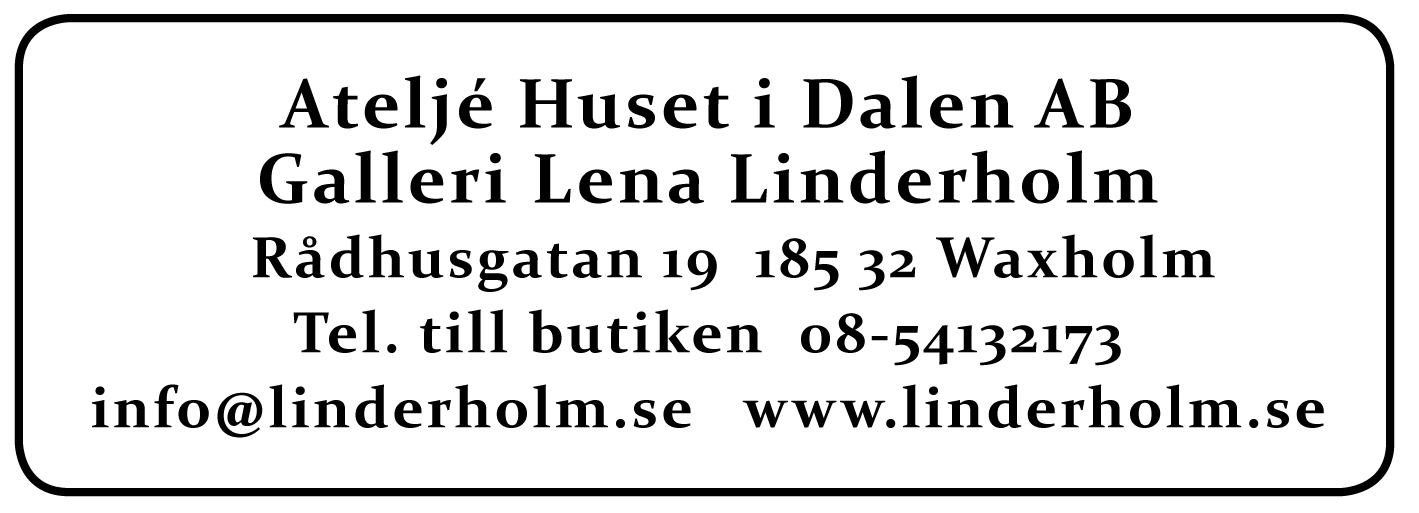 Ateljé Huset i Dalen AB
Galleri Lena Linderholm
Rådhusgatan 19  185 32 Waxholm
Tel. till butiken  08-54132173
info@linderholm.se   www.linderholm.se